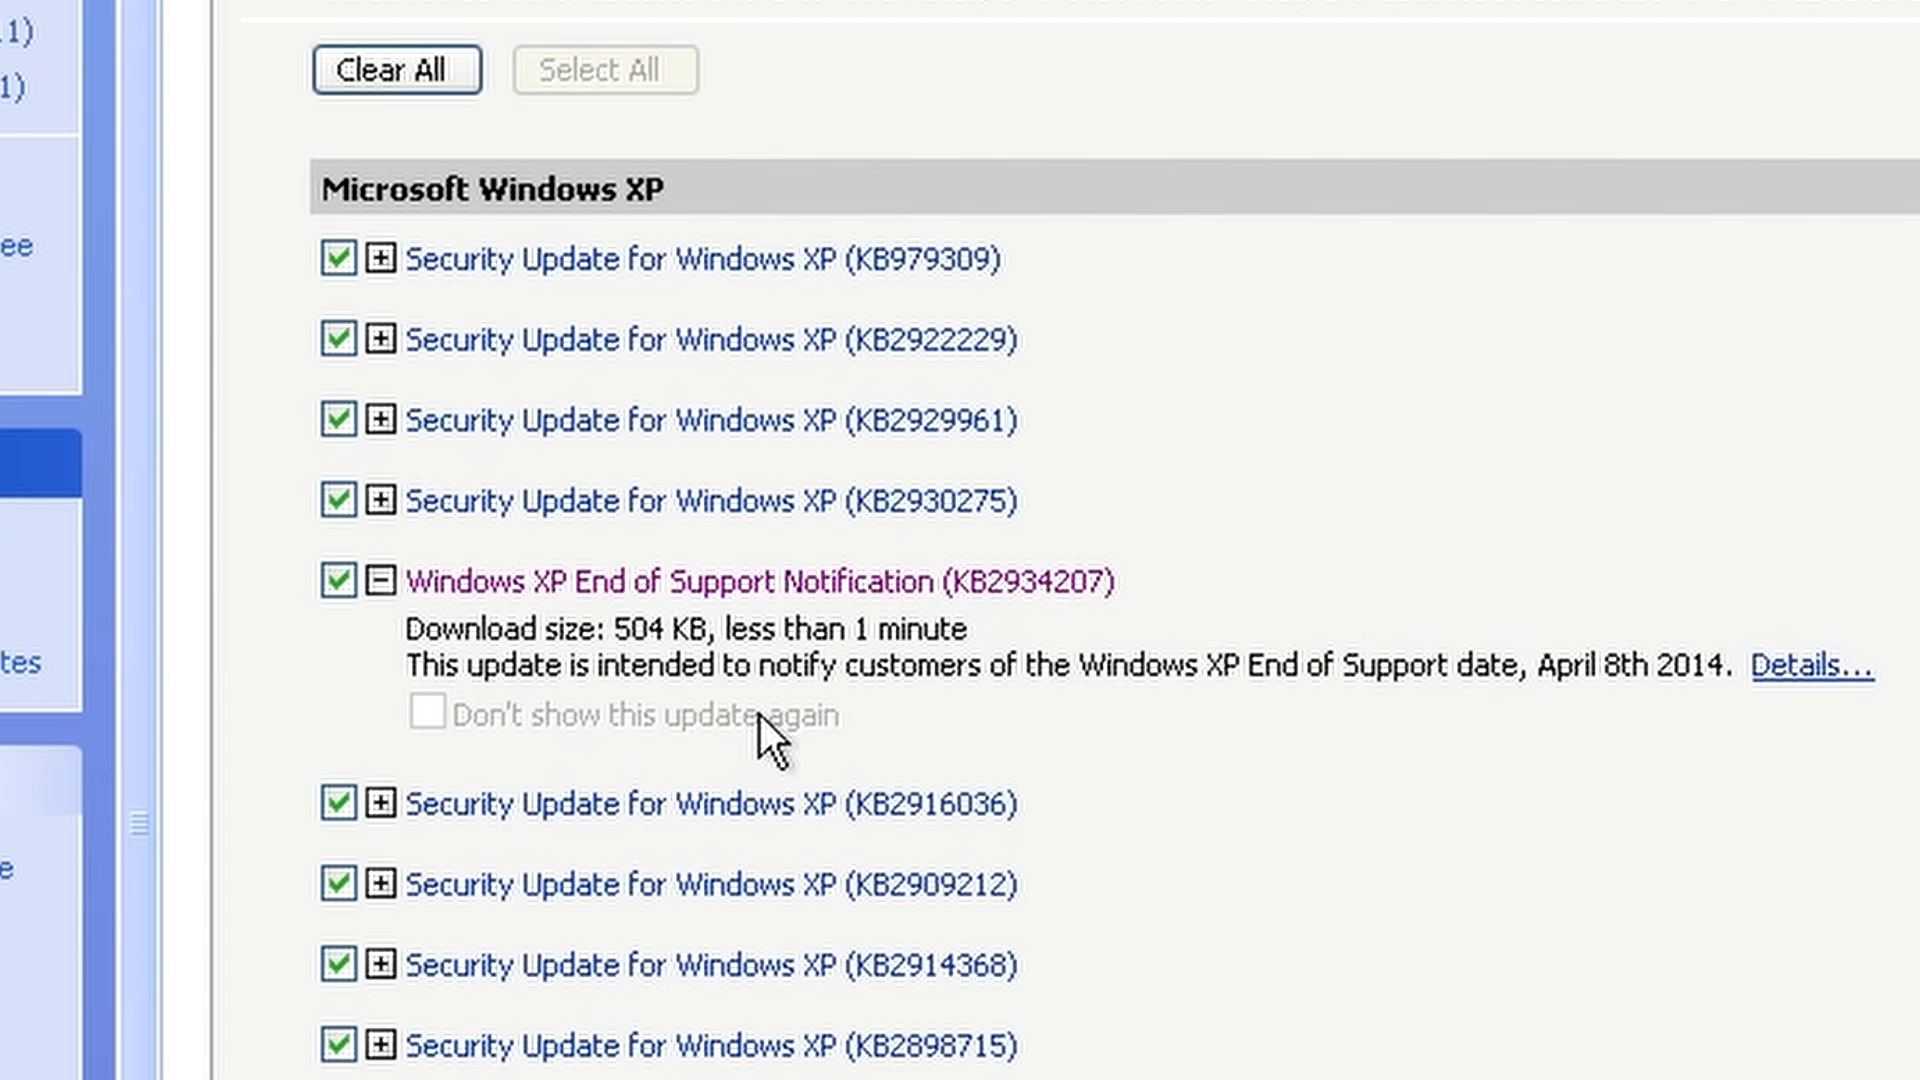 .1)
1)
ee
tes
e
Clear All
Select All
Microsoft Windows XP
Security Update for Windows XP (KB979309)
Security Update for Windows XP (KB2922229)
Security Update for Windows XP (KB2929961)
Security Update for Windows XP (KB2930275)
Windows XP End of Support Notification (KB2934207)
Download size: 504 KB, less than 1 minute
This update is intended to notify customers of the Windows XP End of Support date, April 8th 2014. Details...
Don't show this update again
Security Update for Windows XP (KB2916036)
Security Update for Windows XP (KB2909212)
Security Update for Windows XP (KB2914368)
Security Update for Windows XP (KB2898715)